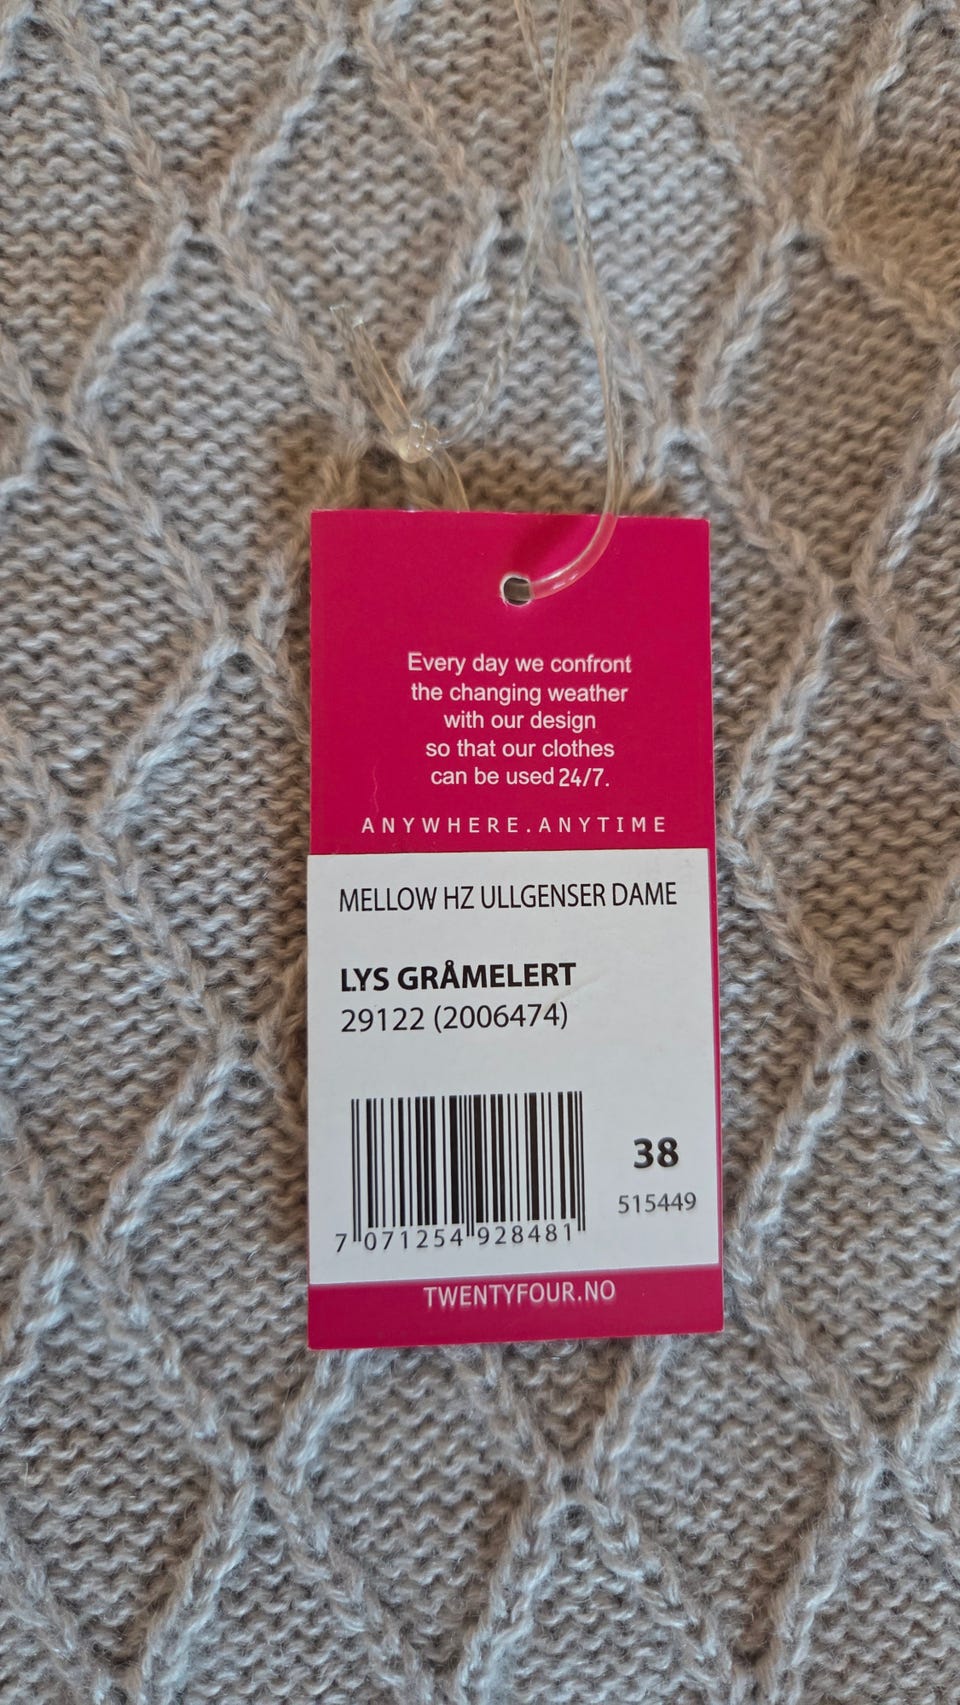 Every day we confront
the changing weather
with our design
so that our clothes
can be used 24/7.
ANYWHERE.ANYTIME
MELLOW HZ ULLGENSER DAME
LYS GRÅMELERT
29122 (2006474)
38
515449
7 071254 928481
TWENTYFOUR.NO